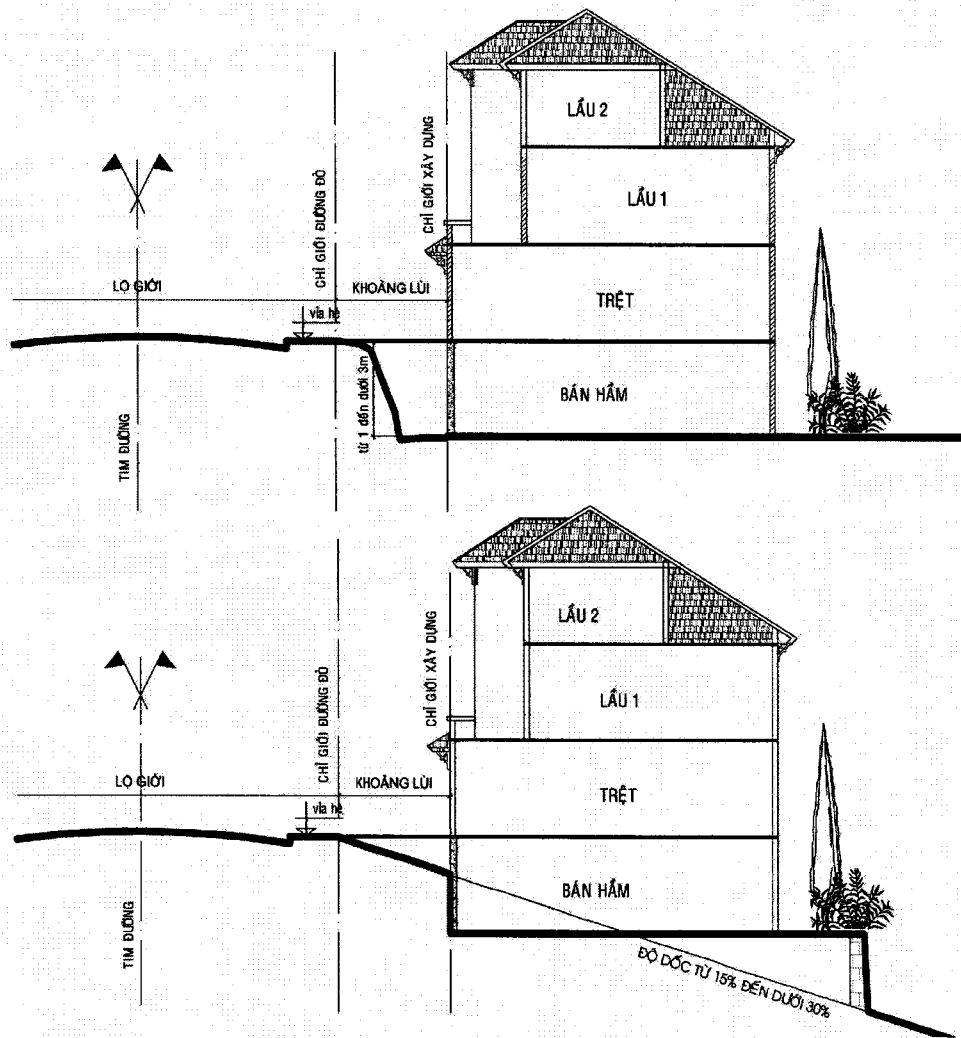 LẦU 2
CHỈ GIỚI ĐƯỜNG ĐỎ
CHỈ GIỚI XÂY DỰNG
LẦU 1
LỘ GIỚI
KHOẢNG LÙI
TRỆT
vỉa hè
từ 1 đến dưới 3m
BÁN HẦM
TIM ĐƯỜNG
LẦU 2
CHỈ GIỚI ĐƯỜNG ĐỎ
CHỈ GIỚI XÂY DỰNG
LẦU 1
LỘ GIỚI
KHOẢNG LÙI
TRỆT
vỉa hè
BÁN HẦM
TIM ĐƯỜNG
ĐỘ DỐC TỪ 15% ĐẾN DƯỚI 30%